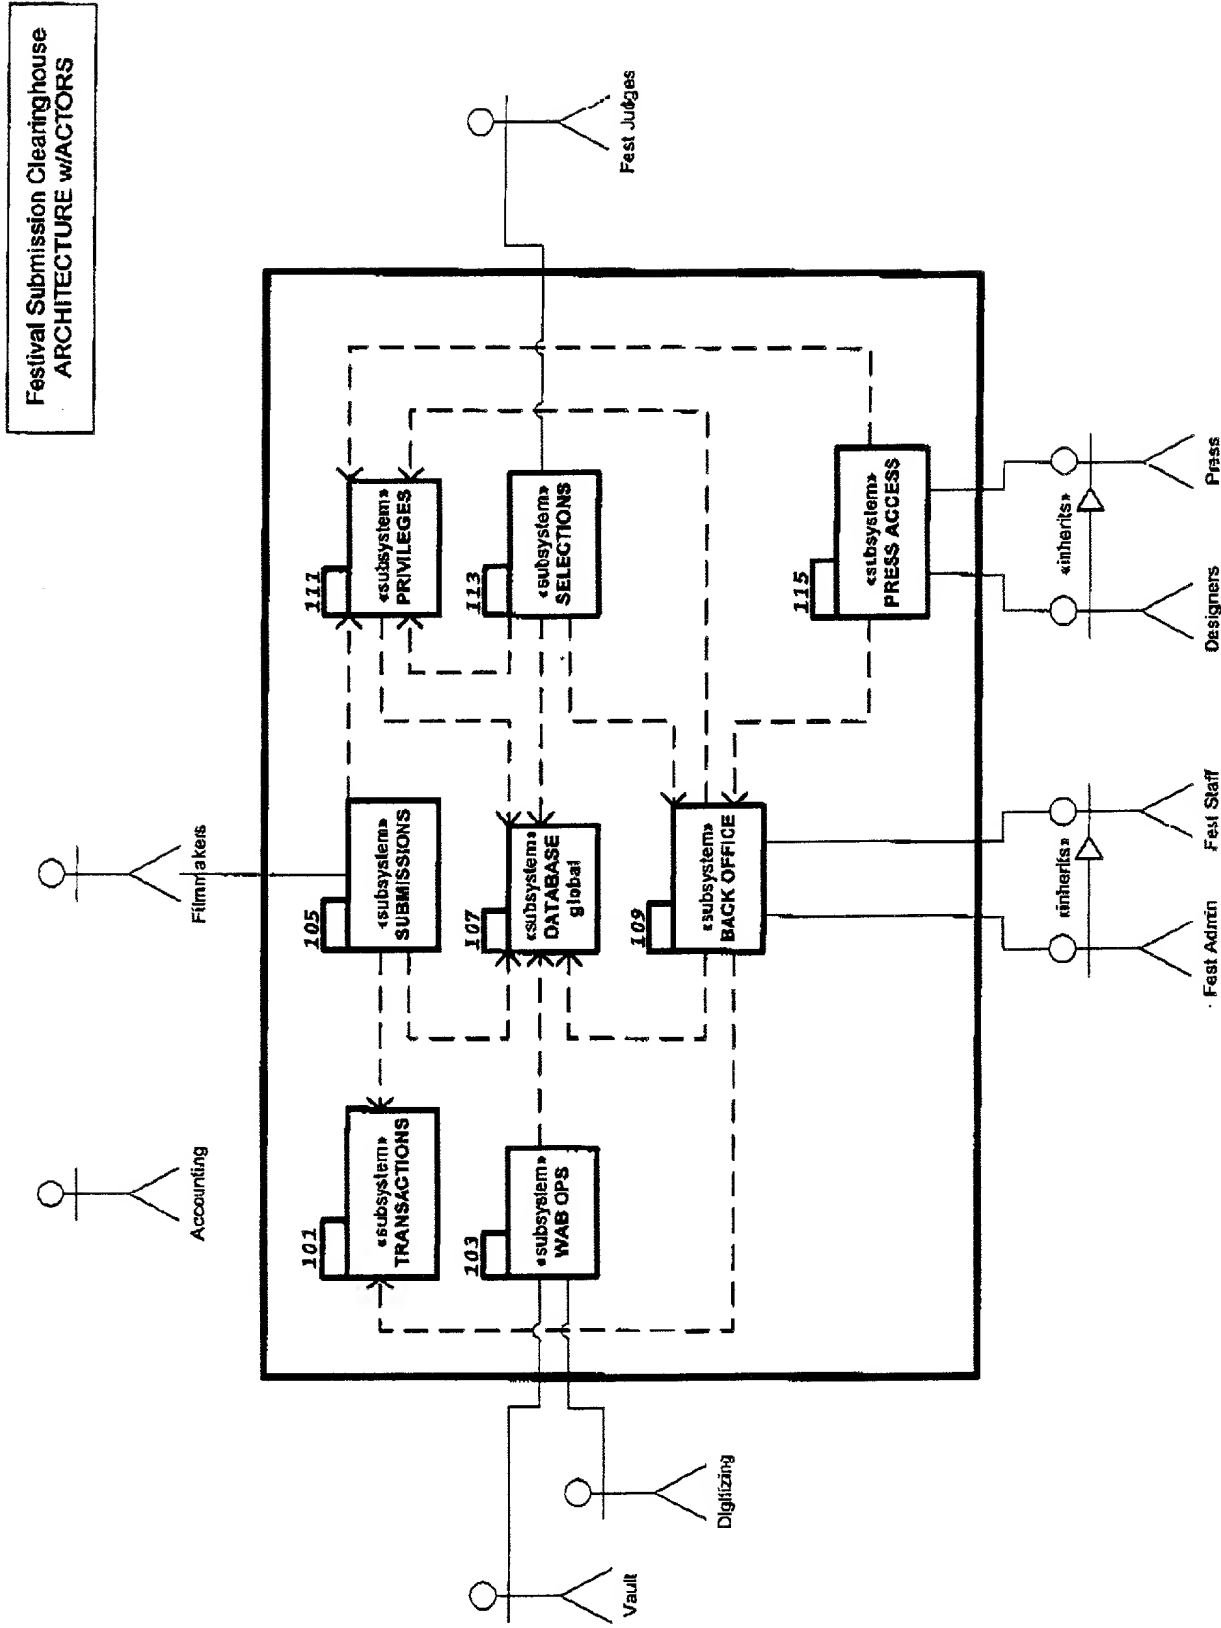 Festival Submission Clearinghouse
ARCHITECTURE w/ACTORS
Accounting
Filmmakers
Vault
Digitizing
Fest Judges
101
«subsystem»
TRANSACTIONS
105
«subsystem»
SUBMISSIONS
111
«subsystem»
PRIVILEGES
103
«subsystem»
WAB OPS
107
«subsystem»
DATABASE
global
113
«subsystem»
SELECTIONS
109
«subsystem»
BACK OFFICE
115
«subsystem»
PRESS ACCESS
«inherits»
«inherits»
Fest Admin
Fest Staff
Designers
Press